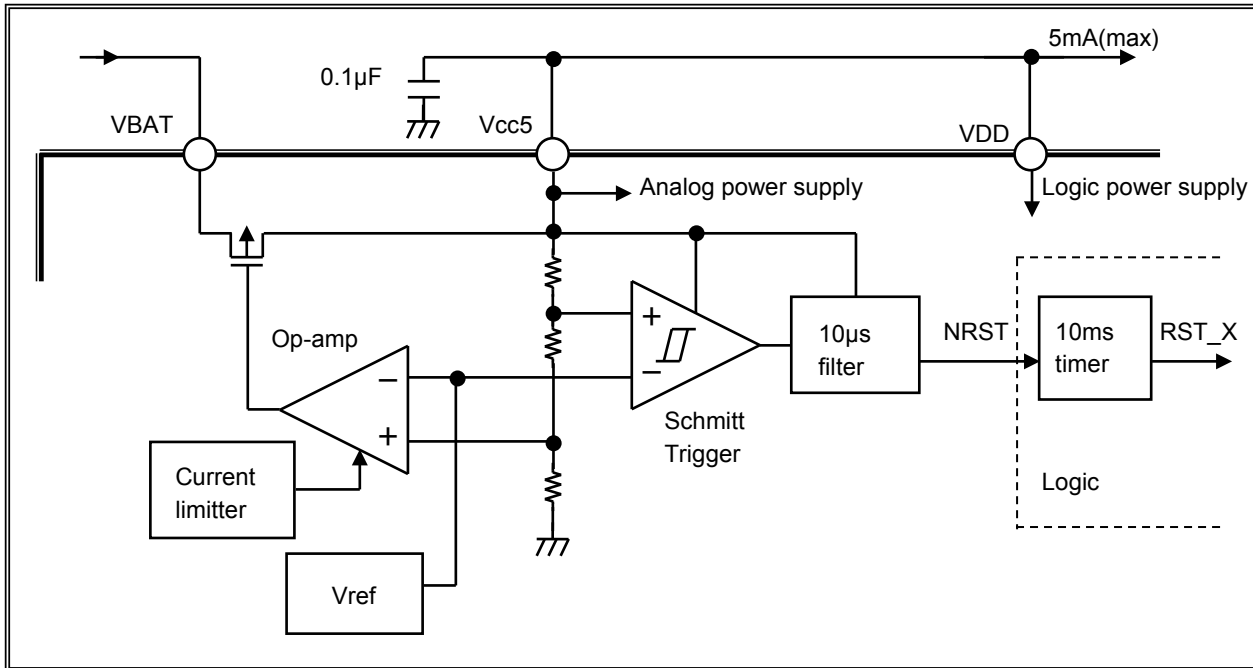 5mA(max)
0.1µF
VBAT
Vcc5
VDD
Analog power supply
Logic power supply
Op-amp
+
−
Schmitt
Trigger
10µs
filter
NRST
10ms
timer
RST_X
−
+
Current
limitter
Logic
Vref